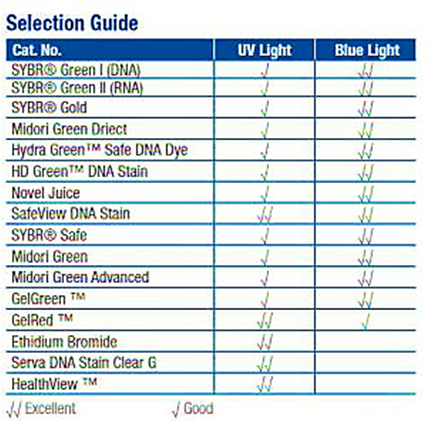 Selection Guide
Cat. No. UV Light Blue Light
SYBR® Green I (DNA) √ √√
SYBR® Green II (RNA) √ √√
SYBR® Gold √ √√
Midori Green Driect √ √√
Hydra Green™ Safe DNA Dye √ √√
HD Green™ DNA Stain √ √√
Novel Juice √ √√
SafeView DNA Stain √√ √√
SYBR® Safe √ √√
Midori Green √ √√
Midori Green Advanced √ √√
GelGreen ™ √ √√
GelRed ™ √√ √
Ethidium Bromide √√
Serva DNA Stain Clear G √√
HealthView ™ √√
√√ Excellent √ Good